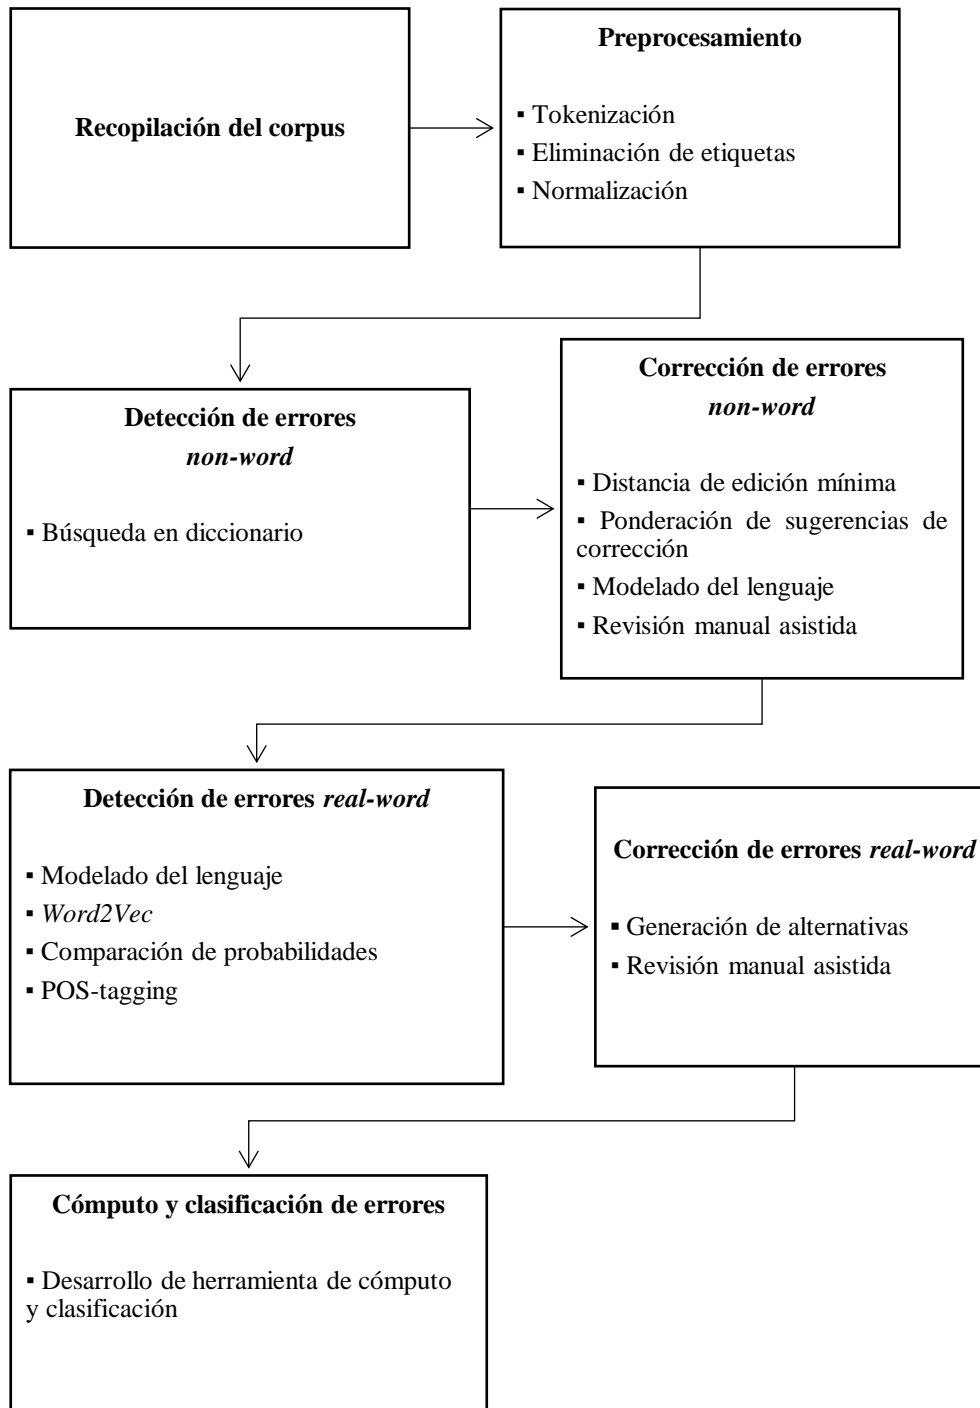 Recopilación del corpus
Preprocesamiento
▪ Tokenización
▪ Eliminación de etiquetas
▪ Normalización
Detección de errores
non-word
▪ Búsqueda en diccionario
Corrección de errores
non-word
▪ Distancia de edición mínima
▪ Ponderación de sugerencias de
corrección
▪ Modelado del lenguaje
▪ Revisión manual asistida
Detección de errores real-word
▪ Modelado del lenguaje
▪ Word2Vec
▪ Comparación de probabilidades
▪ POS-tagging
Corrección de errores real-word
▪ Generación de alternativas
▪ Revisión manual asistida
Cómputo y clasificación de errores
▪ Desarrollo de herramienta de cómputo
y clasificación